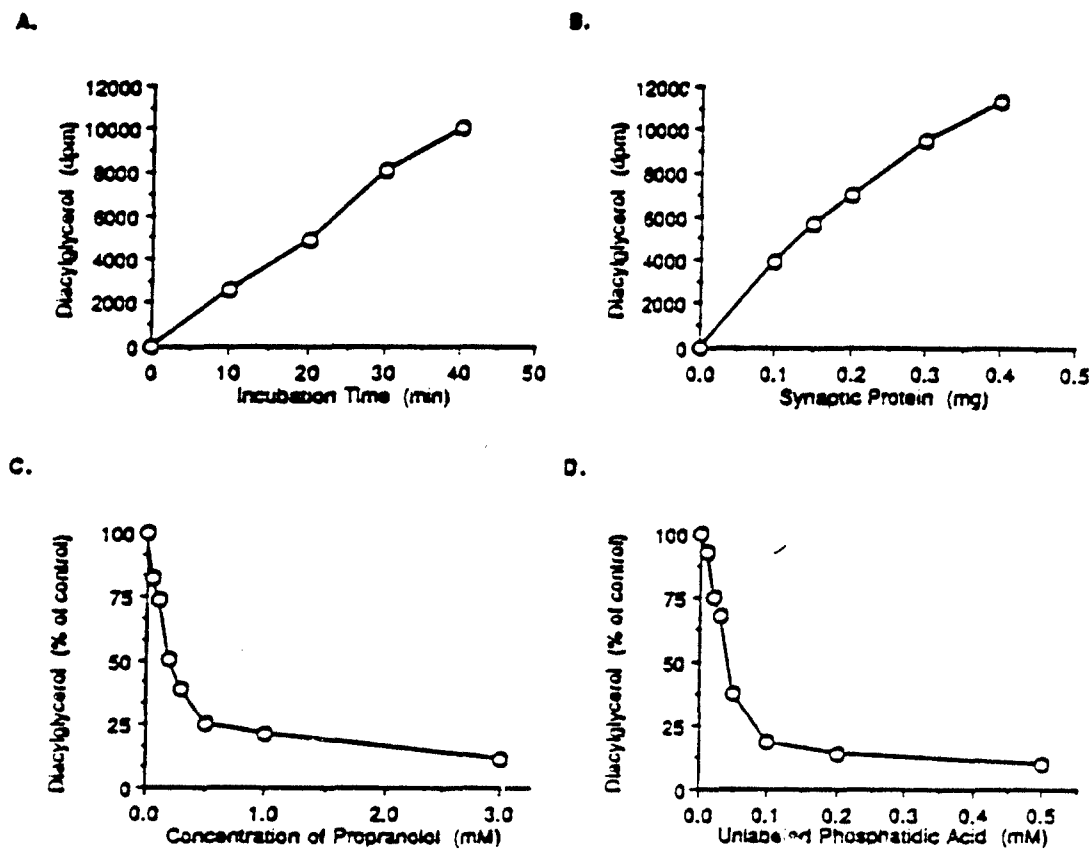 A.
B.
Diacylglycerol (dpm)
12000
10000
8000
6000
4000
2000
0
0 10 20 30 40 50
Incubation Time (min)
Diacylglycerol (dpm)
12000
10000
8000
6000
4000
2000
0
0.0 0.1 0.2 0.3 0.4 0.5
Synaptic Protein (mg)
C.
D.
Diacylglycerol (% of control)
100
75
50
25
0
0.0 1.0 2.0 3.0
Concentration of Propranolol (mM)
Diacylglycerol (% of control)
100
75
50
25
0
0.0 0.1 0.2 0.3 0.4 0.5
Unlabeled Phosphatidic Acid (mM)